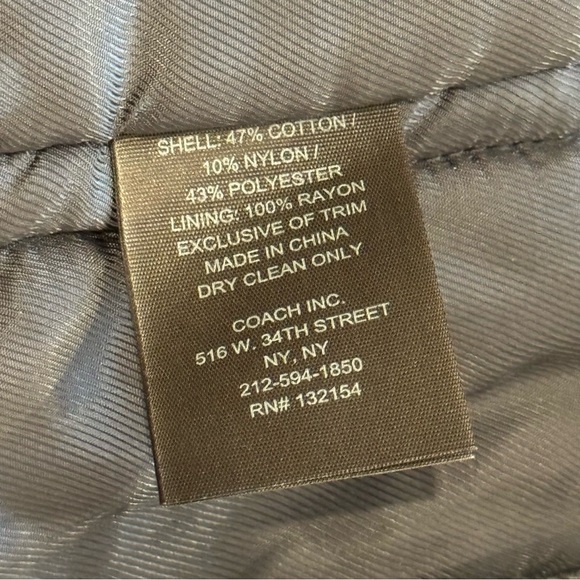 SHELL: 47% COTTON /
10% NYLON /
43% POLYESTER
LINING: 100% RAYON
EXCLUSIVE OF TRIM
MADE IN CHINA
DRY CLEAN ONLY
COACH INC.
516 W. 34TH STREET
NY, NY
212-594-1850
RN# 132154